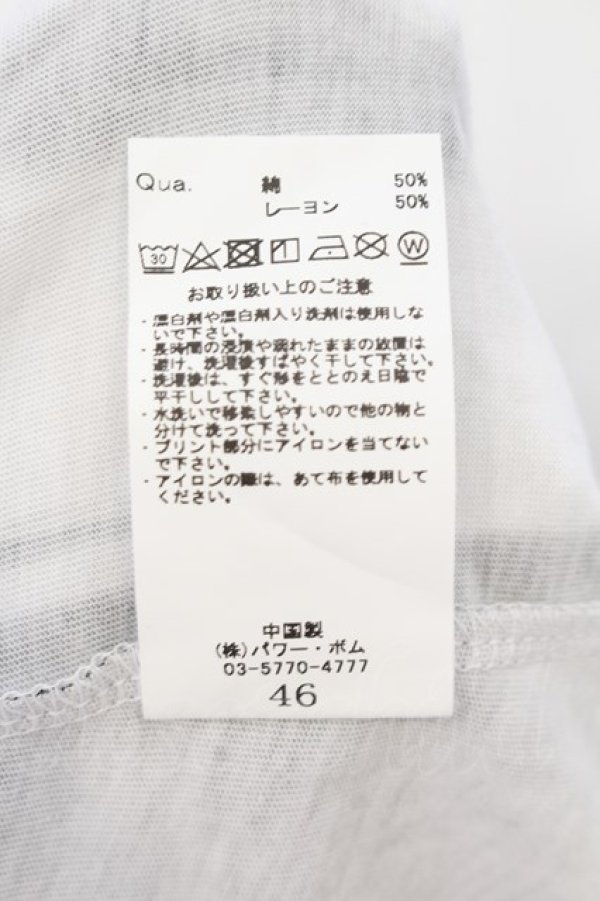 Qua. 綿 50%
レーヨン 50%
30
W
お取り扱い上のご注意
・漂白剤や漂白剤入り洗剤は使用しな
いで下さい。
・長時間の浸漬や濡れたままの放置は
避け、洗濯後すばやく干して下さい。
・洗濯後は、すぐ形をととのえ日陰で
平干しして下さい。
・水洗いで移染しやすいので他の物と
分けて洗って下さい。
・プリント部分にアイロンを当てない
で下さい。
・アイロンの際は、あて布を使用して
ください。
中国製
(株)パワー・ボム
03-5770-4777
46